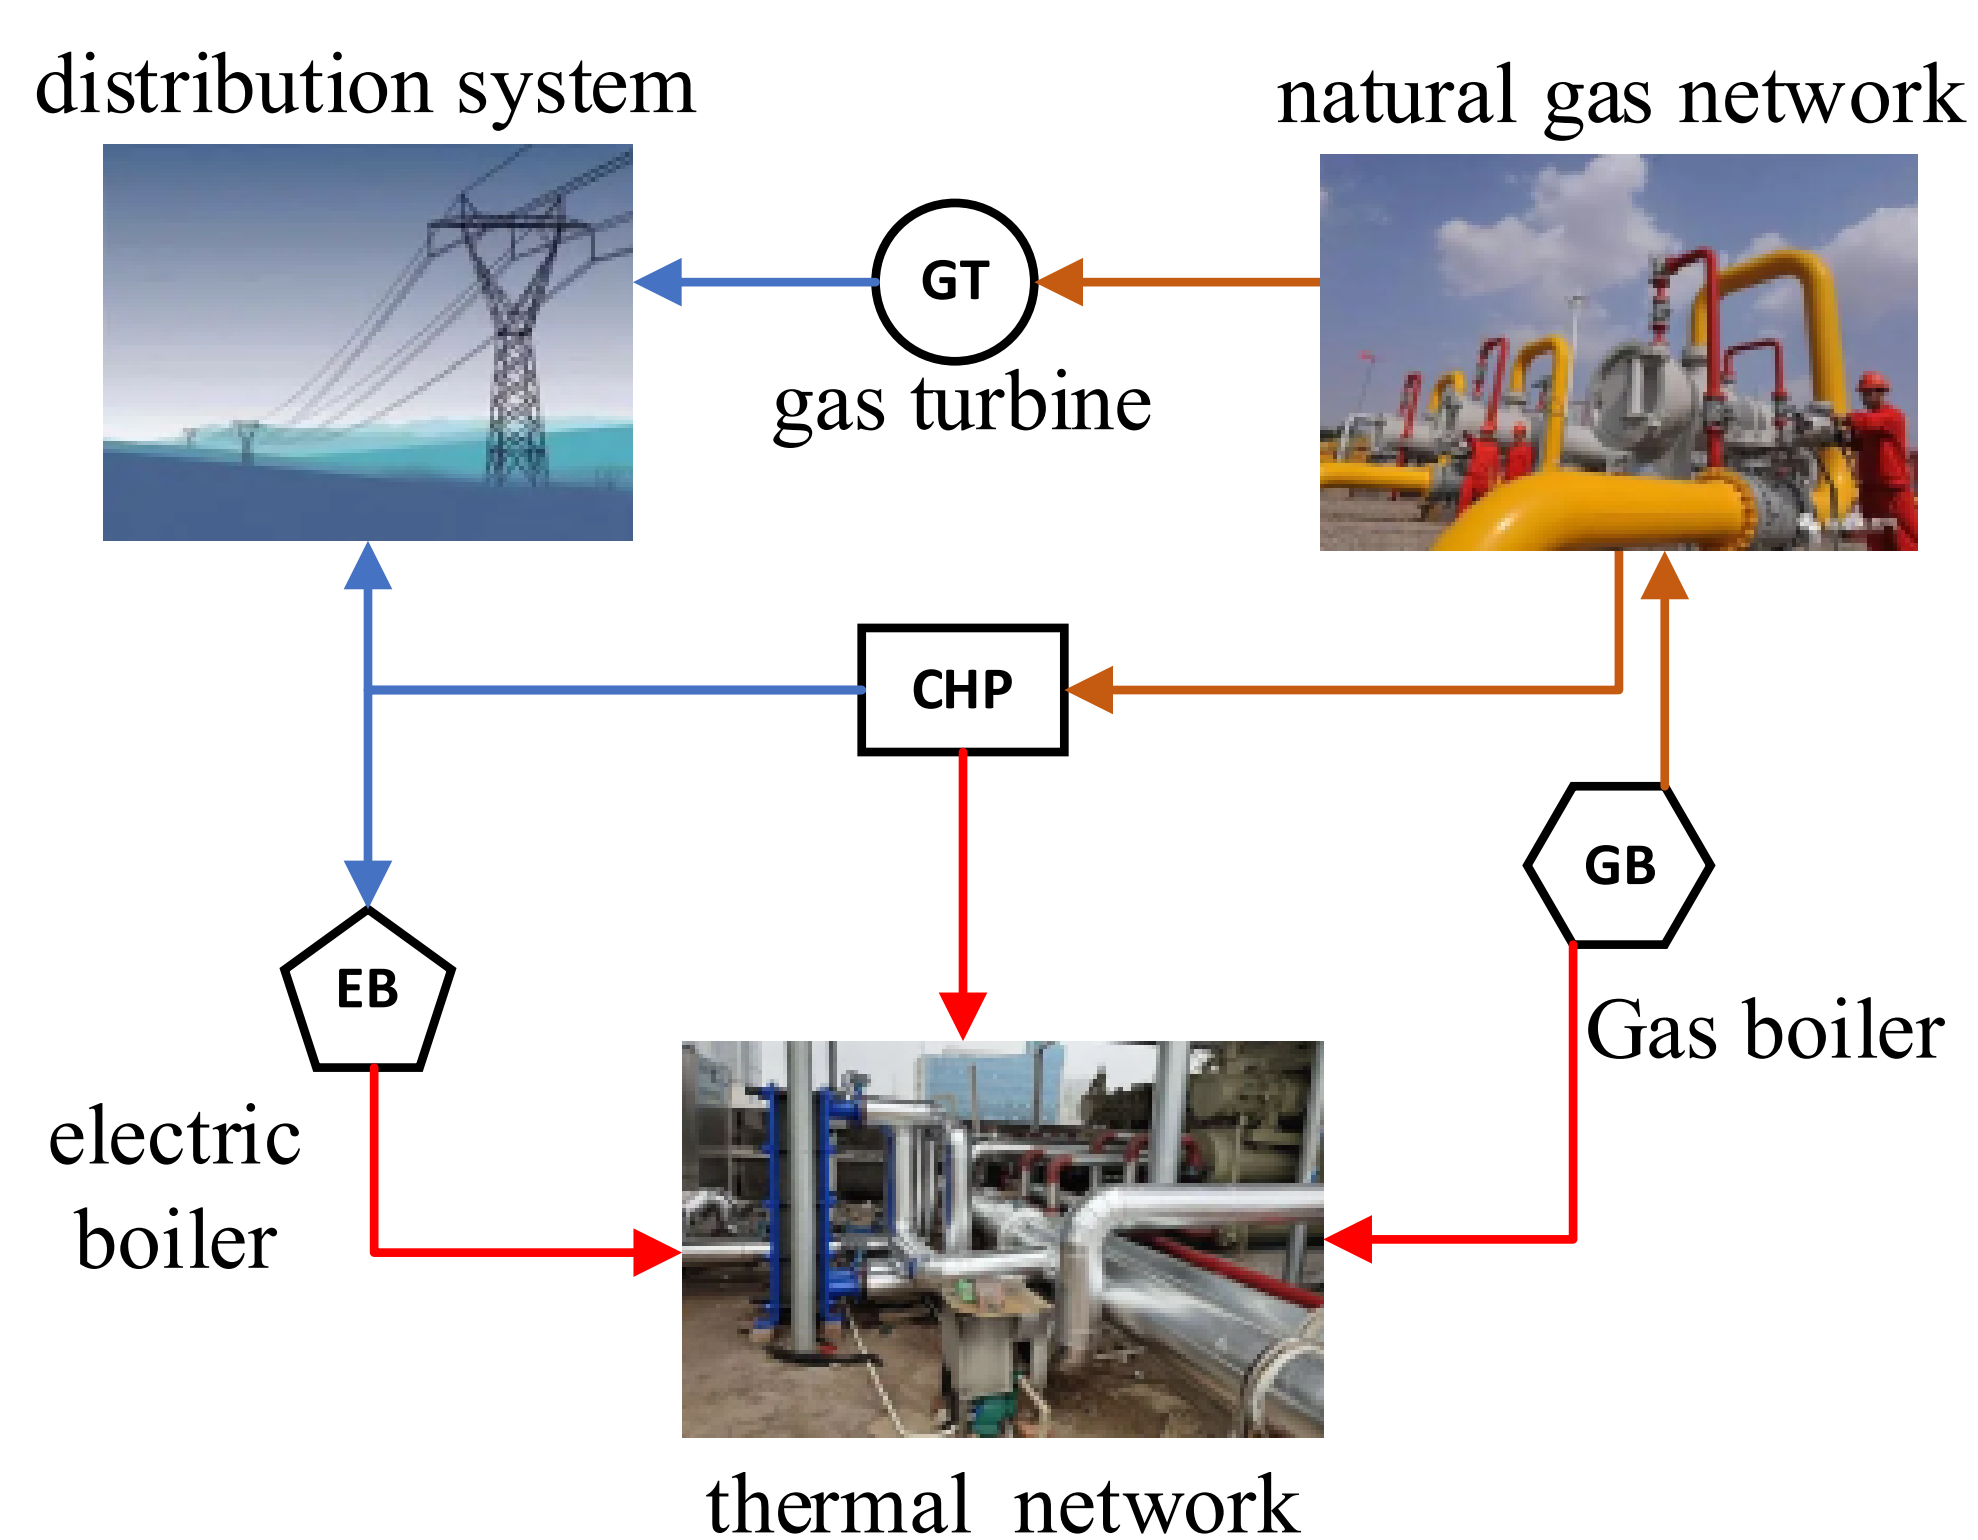 distribution system
natural gas network
GT
gas turbine
CHP
GB
EB
Gas boiler
electric
boiler
thermal network